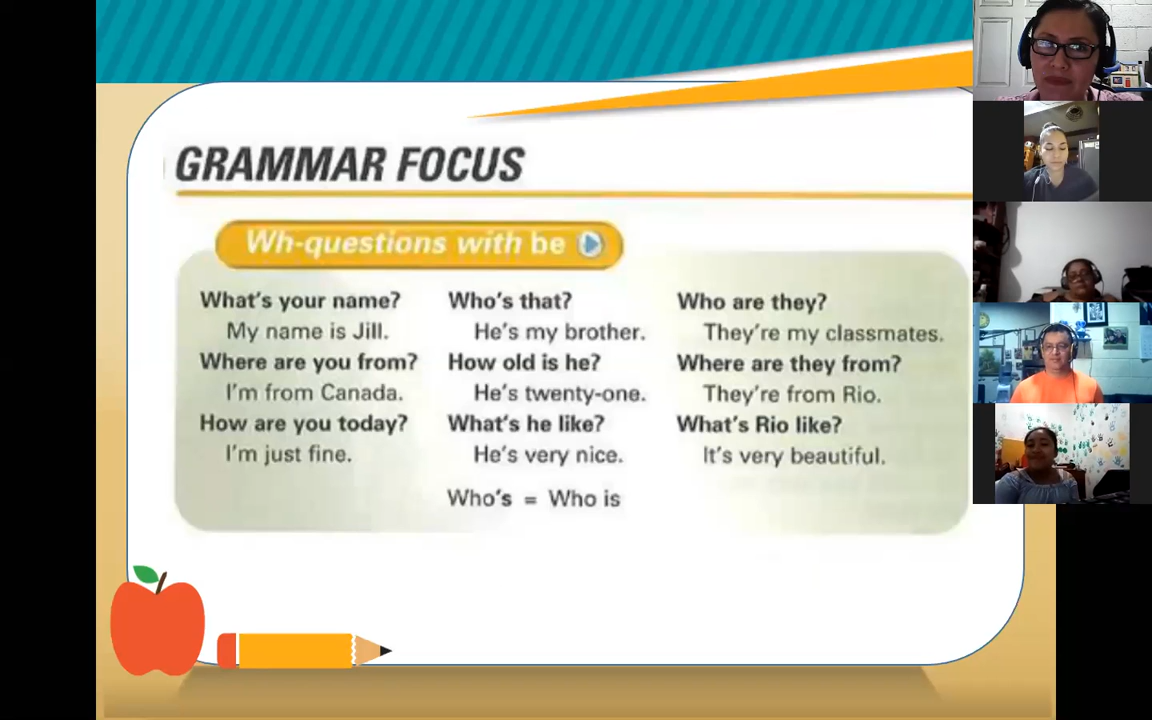 GRAMMAR FOCUS
Wh-questions with be
What's your name?
My name is Jill.
Where are you from?
I'm from Canada.
How are you today?
I'm just fine.
Who's that?
He's my brother.
How old is he?
He's twenty-one.
What's he like?
He's very nice.
Who's = Who is
Who are they?
They're my classmates.
Where are they from?
They're from Rio.
What's Rio like?
It's very beautiful.